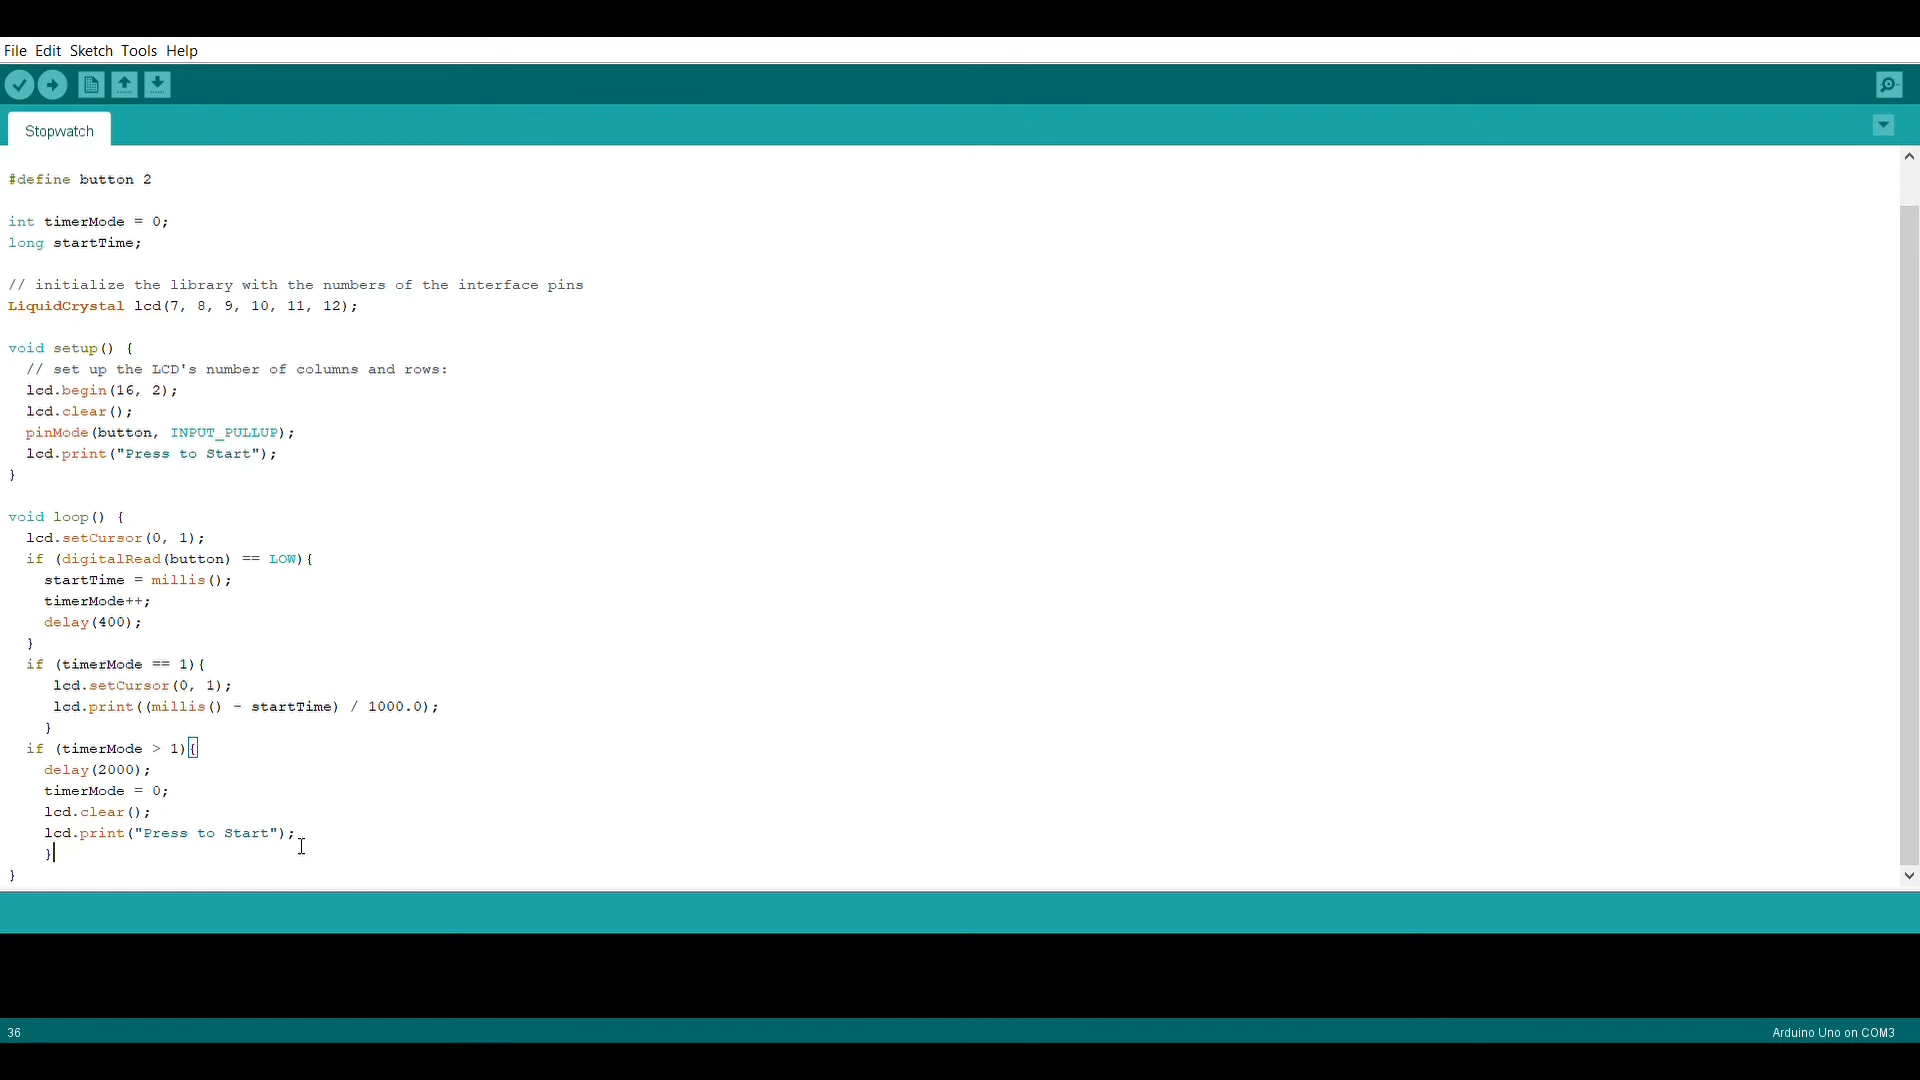 File Edit Sketch Tools Help
Stopwatch
#define button 2
int timerMode = 0;
long startTime;
// initialize the library with the numbers of the interface pins
LiquidCrystal lcd(7, 8, 9, 10, 11, 12);
void setup() {
  // set up the LCD's number of columns and rows:
  lcd.begin(16, 2);
  lcd.clear();
  pinMode(button, INPUT_PULLUP);
  lcd.print("Press to Start");
}
void loop() {
  lcd.setCursor(0, 1);
  if (digitalRead(button) == LOW){
    startTime = millis();
    timerMode++;
    delay(400);
  }
  if (timerMode == 1){
     lcd.setCursor(0, 1);
     lcd.print((millis() - startTime) / 1000.0);
    }
  if (timerMode > 1){
    delay(2000);
    timerMode = 0;
    lcd.clear();
    lcd.print("Press to Start");
    }
}
36
Arduino Uno on COM3